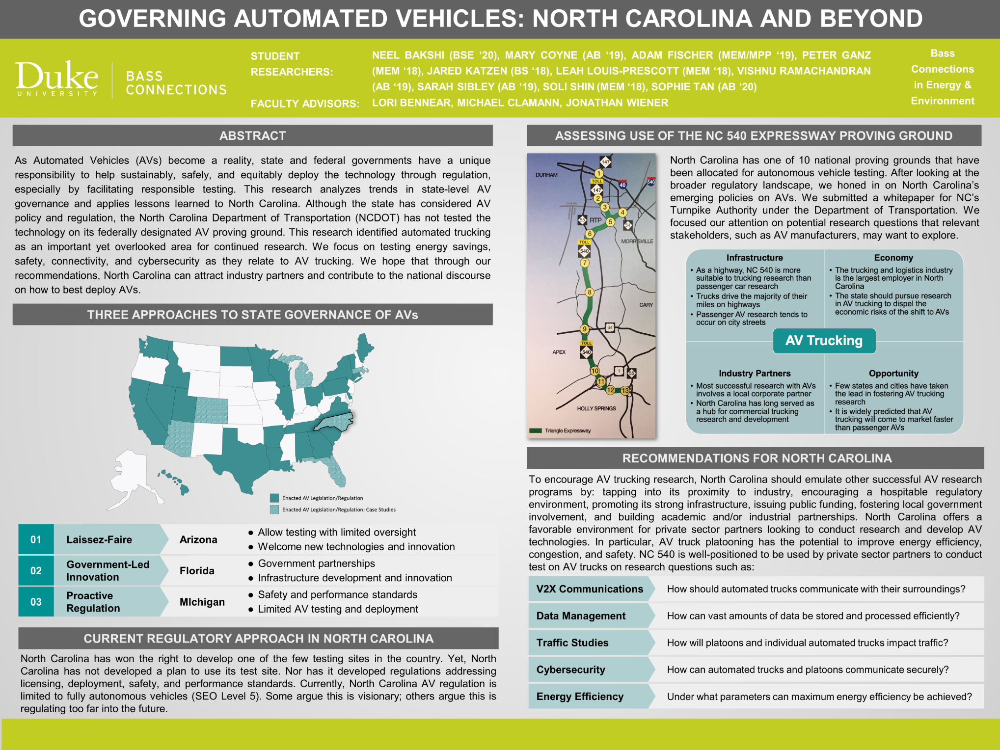 GOVERNING AUTOMATED VEHICLES: NORTH CAROLINA AND BEYOND
Duke
UNIVERSITY
BASS
CONNECTIONS
STUDENT
RESEARCHERS:
NEEL BAKSHI (BSE ‘20), MARY COYNE (AB ‘19), ADAM FISCHER (MEM/MPP ‘19), PETER GANZ
(MEM ‘18), JARED KATZEN (BS ‘18), LEAH LOUIS-PRESCOTT (MEM ‘18), VISHNU RAMACHANDRAN
(AB ‘19), SARAH SIBLEY (AB ‘19), SOLI SHIN (MEM ‘18), SOPHIE TAN (AB ‘20)
FACULTY ADVISORS:
LORI BENNEAR, MICHAEL CLAMANN, JONATHAN WIENER
Bass
Connections
in Energy &
Environment
ABSTRACT
As Automated Vehicles (AVs) become a reality, state and federal governments have a unique
responsibility to help sustainably, safely, and equitably deploy the technology through regulation,
especially by facilitating responsible testing. This research analyzes trends in state-level AV
governance and applies lessons learned to North Carolina. Although the state has considered AV
policy and regulation, the North Carolina Department of Transportation (NCDOT) has not tested the
technology on its federally designated AV proving ground. This research identified automated trucking
as an important yet overlooked area for continued research. We focus on testing energy savings,
safety, connectivity, and cybersecurity as they relate to AV trucking. We hope that through our
recommendations, North Carolina can attract industry partners and contribute to the national discourse
on how to best deploy AVs.
THREE APPROACHES TO STATE GOVERNANCE OF AVs
Enacted AV Legislation/Regulation
Enacted AV Legislation/Regulation: Case Studies
01
Laissez-Faire
Arizona
● Allow testing with limited oversight
● Welcome new technologies and innovation
02
Government-Led
Innovation
Florida
● Government partnerships
● Infrastructure development and innovation
03
Proactive
Regulation
MIchigan
● Safety and performance standards
● Limited AV testing and deployment
CURRENT REGULATORY APPROACH IN NORTH CAROLINA
North Carolina has won the right to develop one of the few testing sites in the country. Yet, North
Carolina has not developed a plan to use its test site. Nor has it developed regulations addressing
licensing, deployment, safety, and performance standards. Currently, North Carolina AV regulation is
limited to fully autonomous vehicles (SEO Level 5). Some argue this is visionary; others argue this is
regulating too far into the future.
ASSESSING USE OF THE NC 540 EXPRESSWAY PROVING GROUND
147
DURHAM
1
TOLL
40
540
147
2
3
4
55
RTP
5
54
6
MORRISVILLE
TOLL
540
7
8
CARY
9
64
TOLL
APEX
540
10
1
55
11
12
13
HOLLY SPRINGS
Triangle Expressway
North Carolina has one of 10 national proving grounds that have
been allocated for autonomous vehicle testing. After looking at the
broader regulatory landscape, we honed in on North Carolina’s
emerging policies on AVs. We submitted a whitepaper for NC’s
Turnpike Authority under the Department of Transportation. We
focused our attention on potential research questions that relevant
stakeholders, such as AV manufacturers, may want to explore.
Infrastructure
• As a highway, NC 540 is more
suitable to trucking research than
passenger car research
• Trucks drive the majority of their
miles on highways
• Passenger AV research tends to
occur on city streets
Economy
• The trucking and logistics industry
is the largest employer in North
Carolina
• The state should pursue research
in AV trucking to dispel the
economic risks of the shift to AVs
AV Trucking
Industry Partners
• Most successful research with AVs
involves a local corporate partner
• North Carolina has long served as
a hub for commercial trucking
research and development
Opportunity
• Few states and cities have taken
the lead in fostering AV trucking
research
• It is widely predicted that AV
trucking will come to market faster
than passenger AVs
RECOMMENDATIONS FOR NORTH CAROLINA
To encourage AV trucking research, North Carolina should emulate other successful AV research
programs by: tapping into its proximity to industry, encouraging a hospitable regulatory
environment, promoting its strong infrastructure, issuing public funding, fostering local government
involvement, and building academic and/or industrial partnerships. North Carolina offers a
favorable environment for private sector partners looking to conduct research and develop AV
technologies. In particular, AV truck platooning has the potential to improve energy efficiency,
congestion, and safety. NC 540 is well-positioned to be used by private sector partners to conduct
test on AV trucks on research questions such as:
V2X Communications
How should automated trucks communicate with their surroundings?
Data Management
How can vast amounts of data be stored and processed efficiently?
Traffic Studies
How will platoons and individual automated trucks impact traffic?
Cybersecurity
How can automated trucks and platoons communicate securely?
Energy Efficiency
Under what parameters can maximum energy efficiency be achieved?